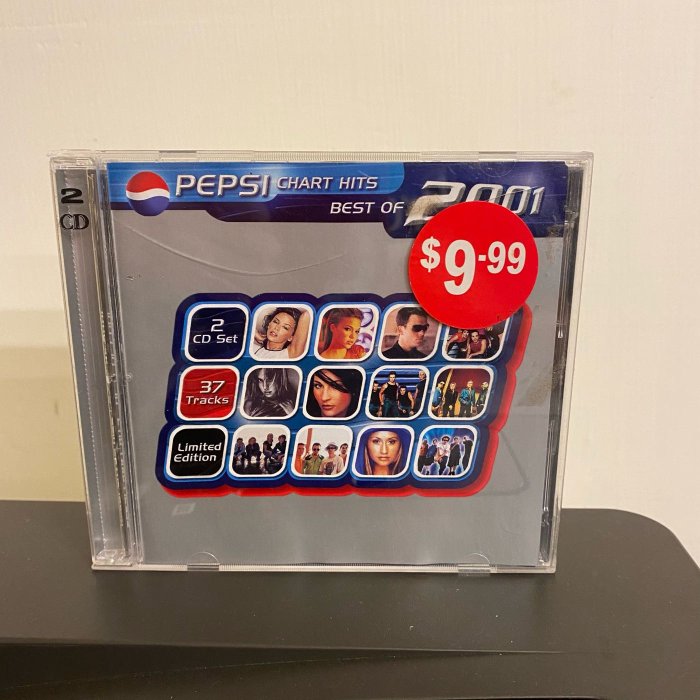 2
CD
PEPSI CHART HITS
BEST OF 2001
$9.99
2
CD Set
37
Tracks
Limited
Edition